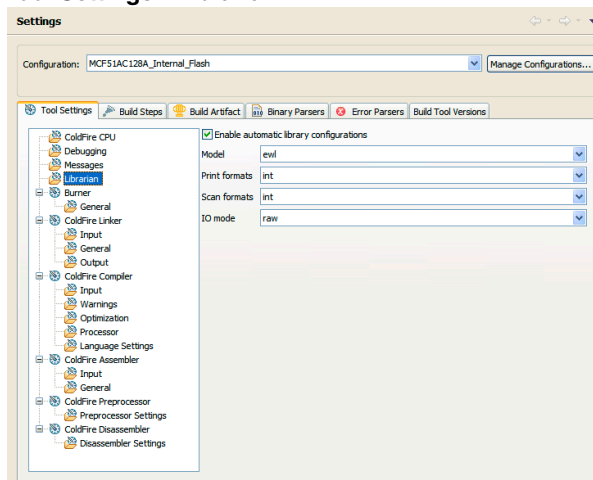 Settings
Configuration: MCF51AC128A_Internal_Flash Manage Configurations...
Tool Settings Build Steps Build Artifact Binary Parsers Error Parsers Build Tool Versions
ColdFire CPU
Debugging
Messages
Librarian
Burner
General
ColdFire Linker
Input
General
Output
ColdFire Compiler
Input
Warnings
Optimization
Processor
Language Settings
ColdFire Assembler
Input
General
ColdFire Preprocessor
Preprocessor Settings
ColdFire Disassembler
Disassembler Settings
Enable automatic library configurations
Model ewl
Print formats int
Scan formats int
IO mode raw